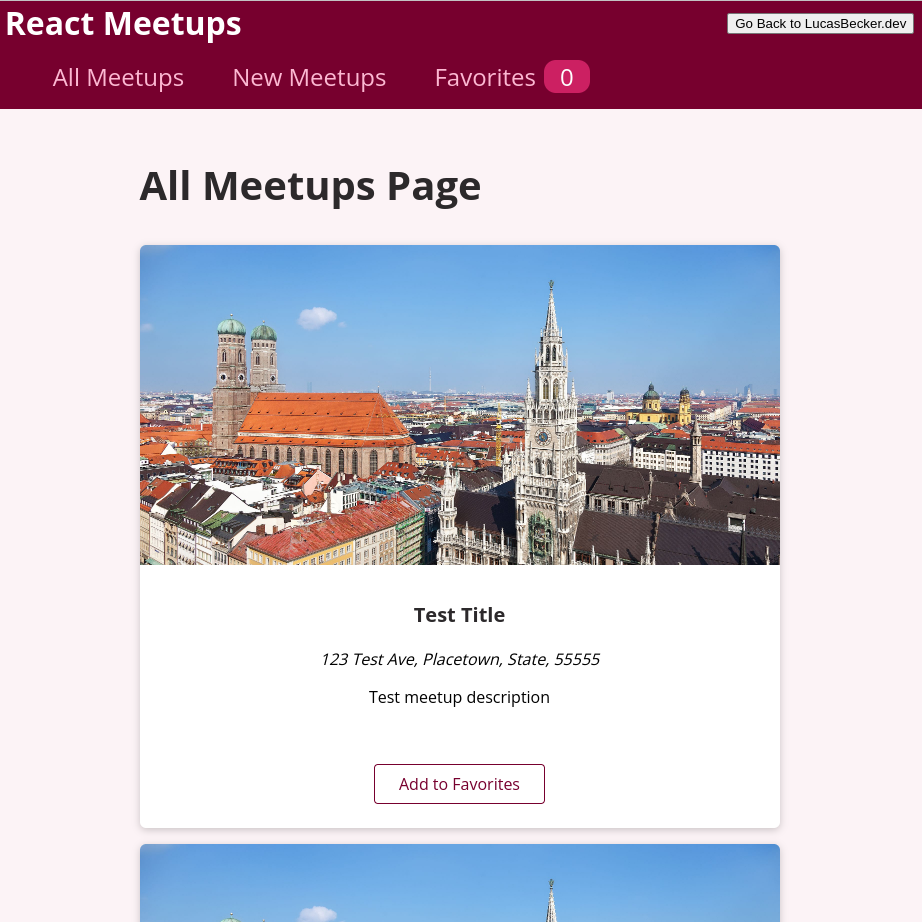 React Meetups
Go Back to LucasBecker.dev
All Meetups New Meetups Favorites 0
All Meetups Page
Test Title
123 Test Ave, Placetown, State, 55555
Test meetup description
Add to Favorites